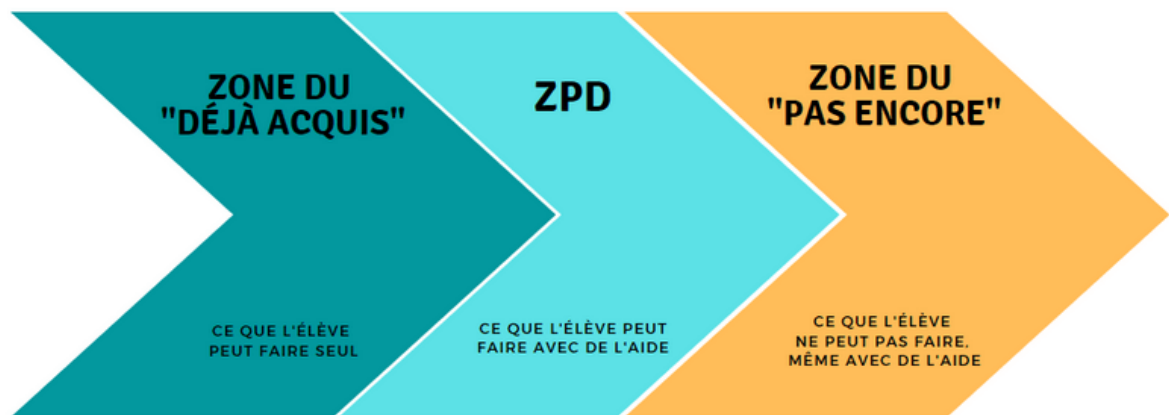 ZONE DU
"DÉJÀ ACQUIS"
CE QUE L'ÉLÈVE
PEUT FAIRE SEUL
ZPD
CE QUE L'ÉLÈVE PEUT
FAIRE AVEC DE L'AIDE
ZONE DU
"PAS ENCORE"
CE QUE L'ÉLÈVE
NE PEUT PAS FAIRE,
MÊME AVEC DE L'AIDE